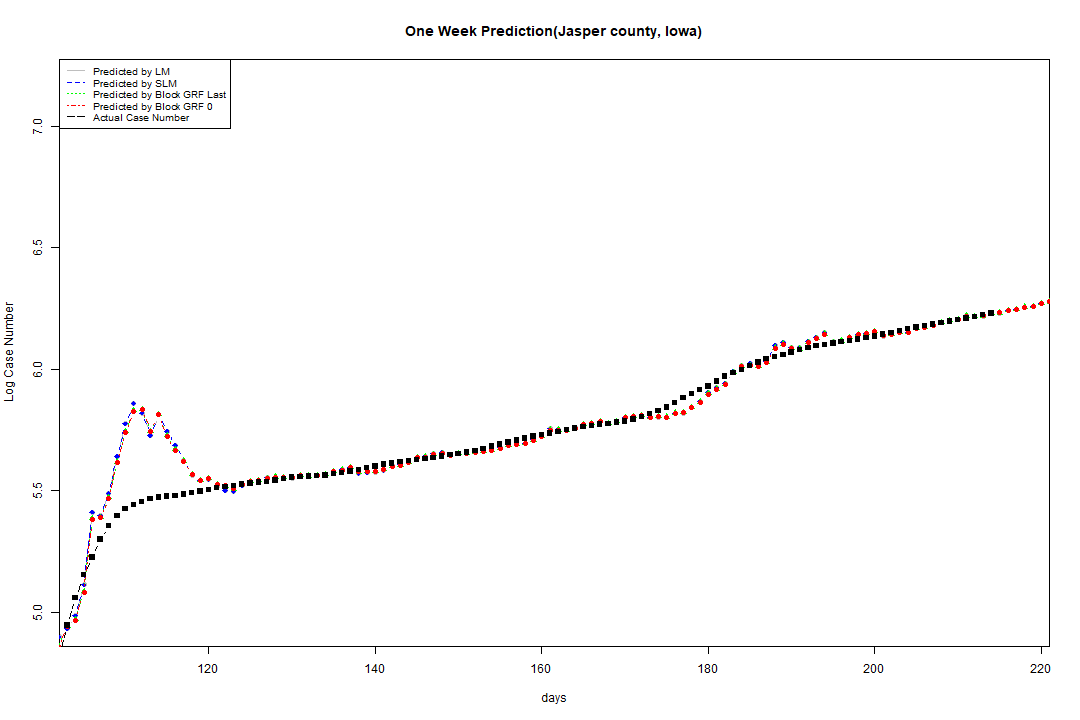 One Week Prediction(Jasper county, Iowa)
Predicted by LM
Predicted by SLM
Predicted by Block GRF Last
Predicted by Block GRF 0
Actual Case Number
7.0
6.5
6.0
5.5
5.0
Log Case Number
120 140 160 180 200 220
days